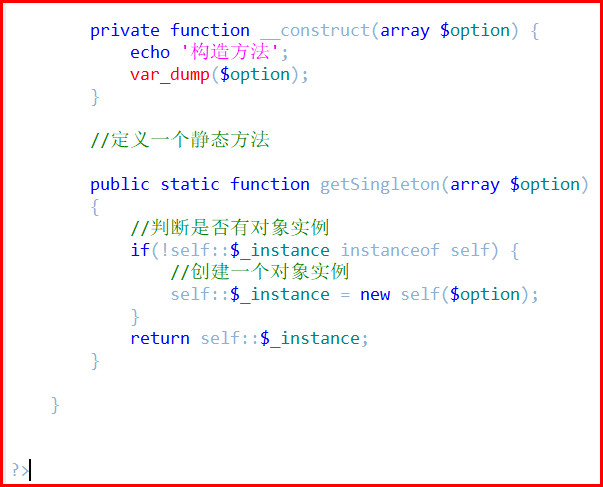 private function __construct(array $option) {
echo '构造方法';
var_dump($option);
}
//定义一个静态方法
public static function getSingleton(array $option)
{
//判断是否有对象实例
if(!self::$_instance instanceof self) {
//创建一个对象实例
self::$_instance = new self($option);
}
return self::$_instance;
}
}
?>